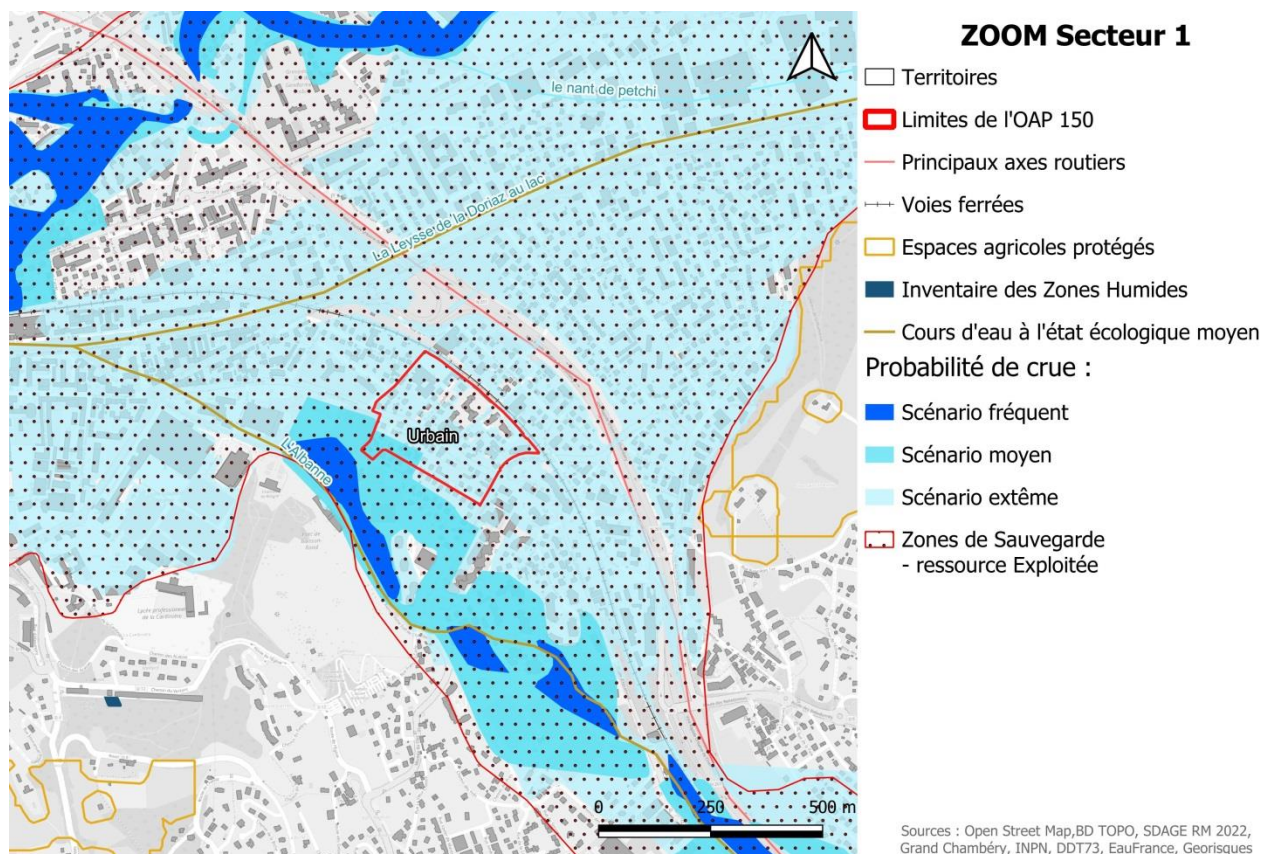 ZOOM Secteur 1
Territoires
Limites de l'OAP 150
Principaux axes routiers
Voies ferrées
Espaces agricoles protégés
Inventaire des Zones Humides
Cours d'eau à l'état écologique moyen
Probabilité de crue :
Scénario fréquent
Scénario moyen
Scénario extême
Zones de Sauvegarde
- ressource Exploitée
le nant de petchi
La Leysse de la Doriaz au lac
Urbain
L'Albanne
0 250 500 m
Sources : Open Street Map,BD TOPO, SDAGE RM 2022,
Grand Chambéry, INPN, DDT73, EauFrance, Georisques